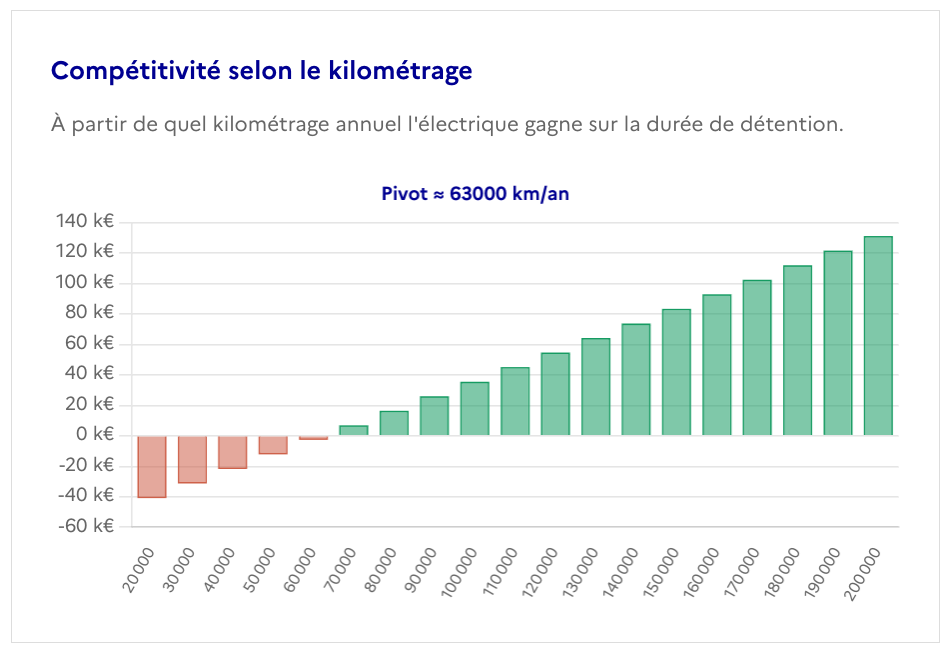 Compétitivité selon le kilométrage
À partir de quel kilométrage annuel l'électrique gagne sur la durée de détention.
Pivot ≈ 63000 km/an
140 k€
120 k€
100 k€
80 k€
60 k€
40 k€
20 k€
0 k€
-20 k€
-40 k€
-60 k€
20 000
30 000
40 000
50 000
60 000
70 000
80 000
90 000
100 000
110 000
120 000
130 000
140 000
150 000
160 000
170 000
180 000
190 000
200 000